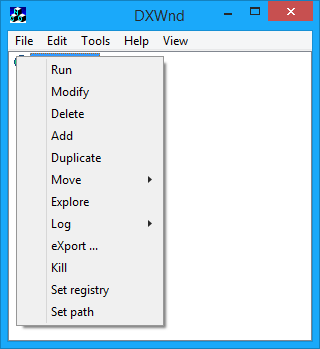 DXWnd
File Edit Tools Help View
Run
Modify
Delete
Add
Duplicate
Move
Explore
Log
eXport ...
Kill
Set registry
Set path